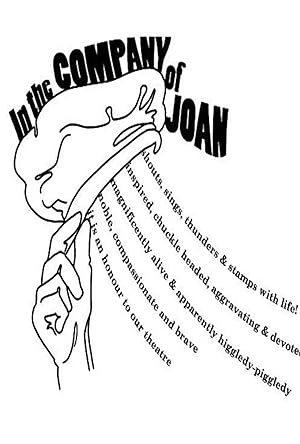 In the COMPANY of JOAN
shouts, sings, thunders & stamps with life!
inspired, chuckle headed, aggravating & devoted
magnificently alive & apparently higgledy-piggledy
noble, compassionate and brave
it is an honour to our theatre